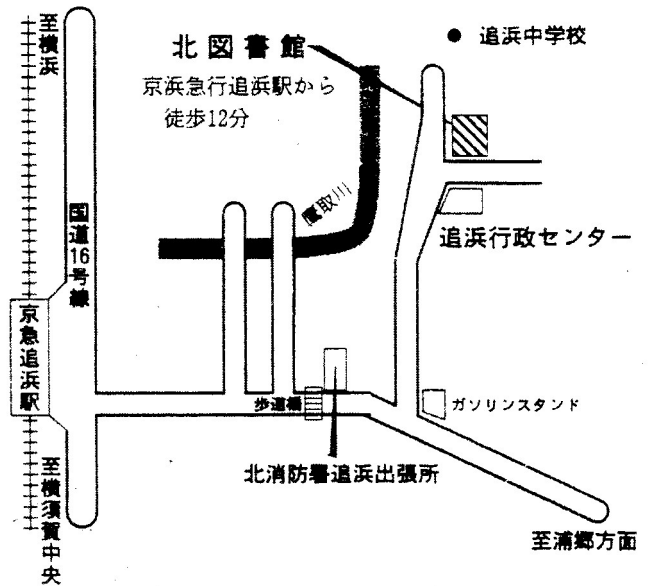 至横浜
北図書館
京浜急行追浜駅から
徒歩12分
追浜中学校
鷹取川
国道16号線
追浜行政センター
京急追浜駅
歩道橋
ガソリンスタンド
北消防署追浜出張所
至横須賀中央
至浦郷方面